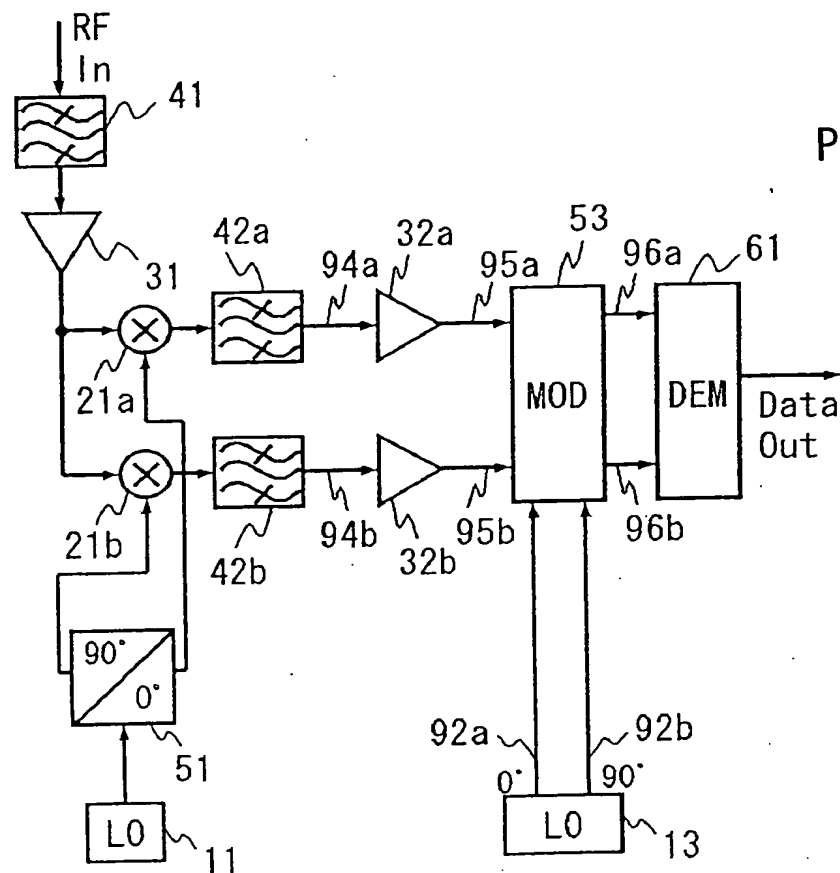 RF
In
41
P
31
42a
94a
32a
95a
53
96a
61
21a
MOD
DEM
Data
Out
21b
42b
94b
32b
95b
96b
90°
0°
51
92a
92b
0°
90°
LO
11
LO
13